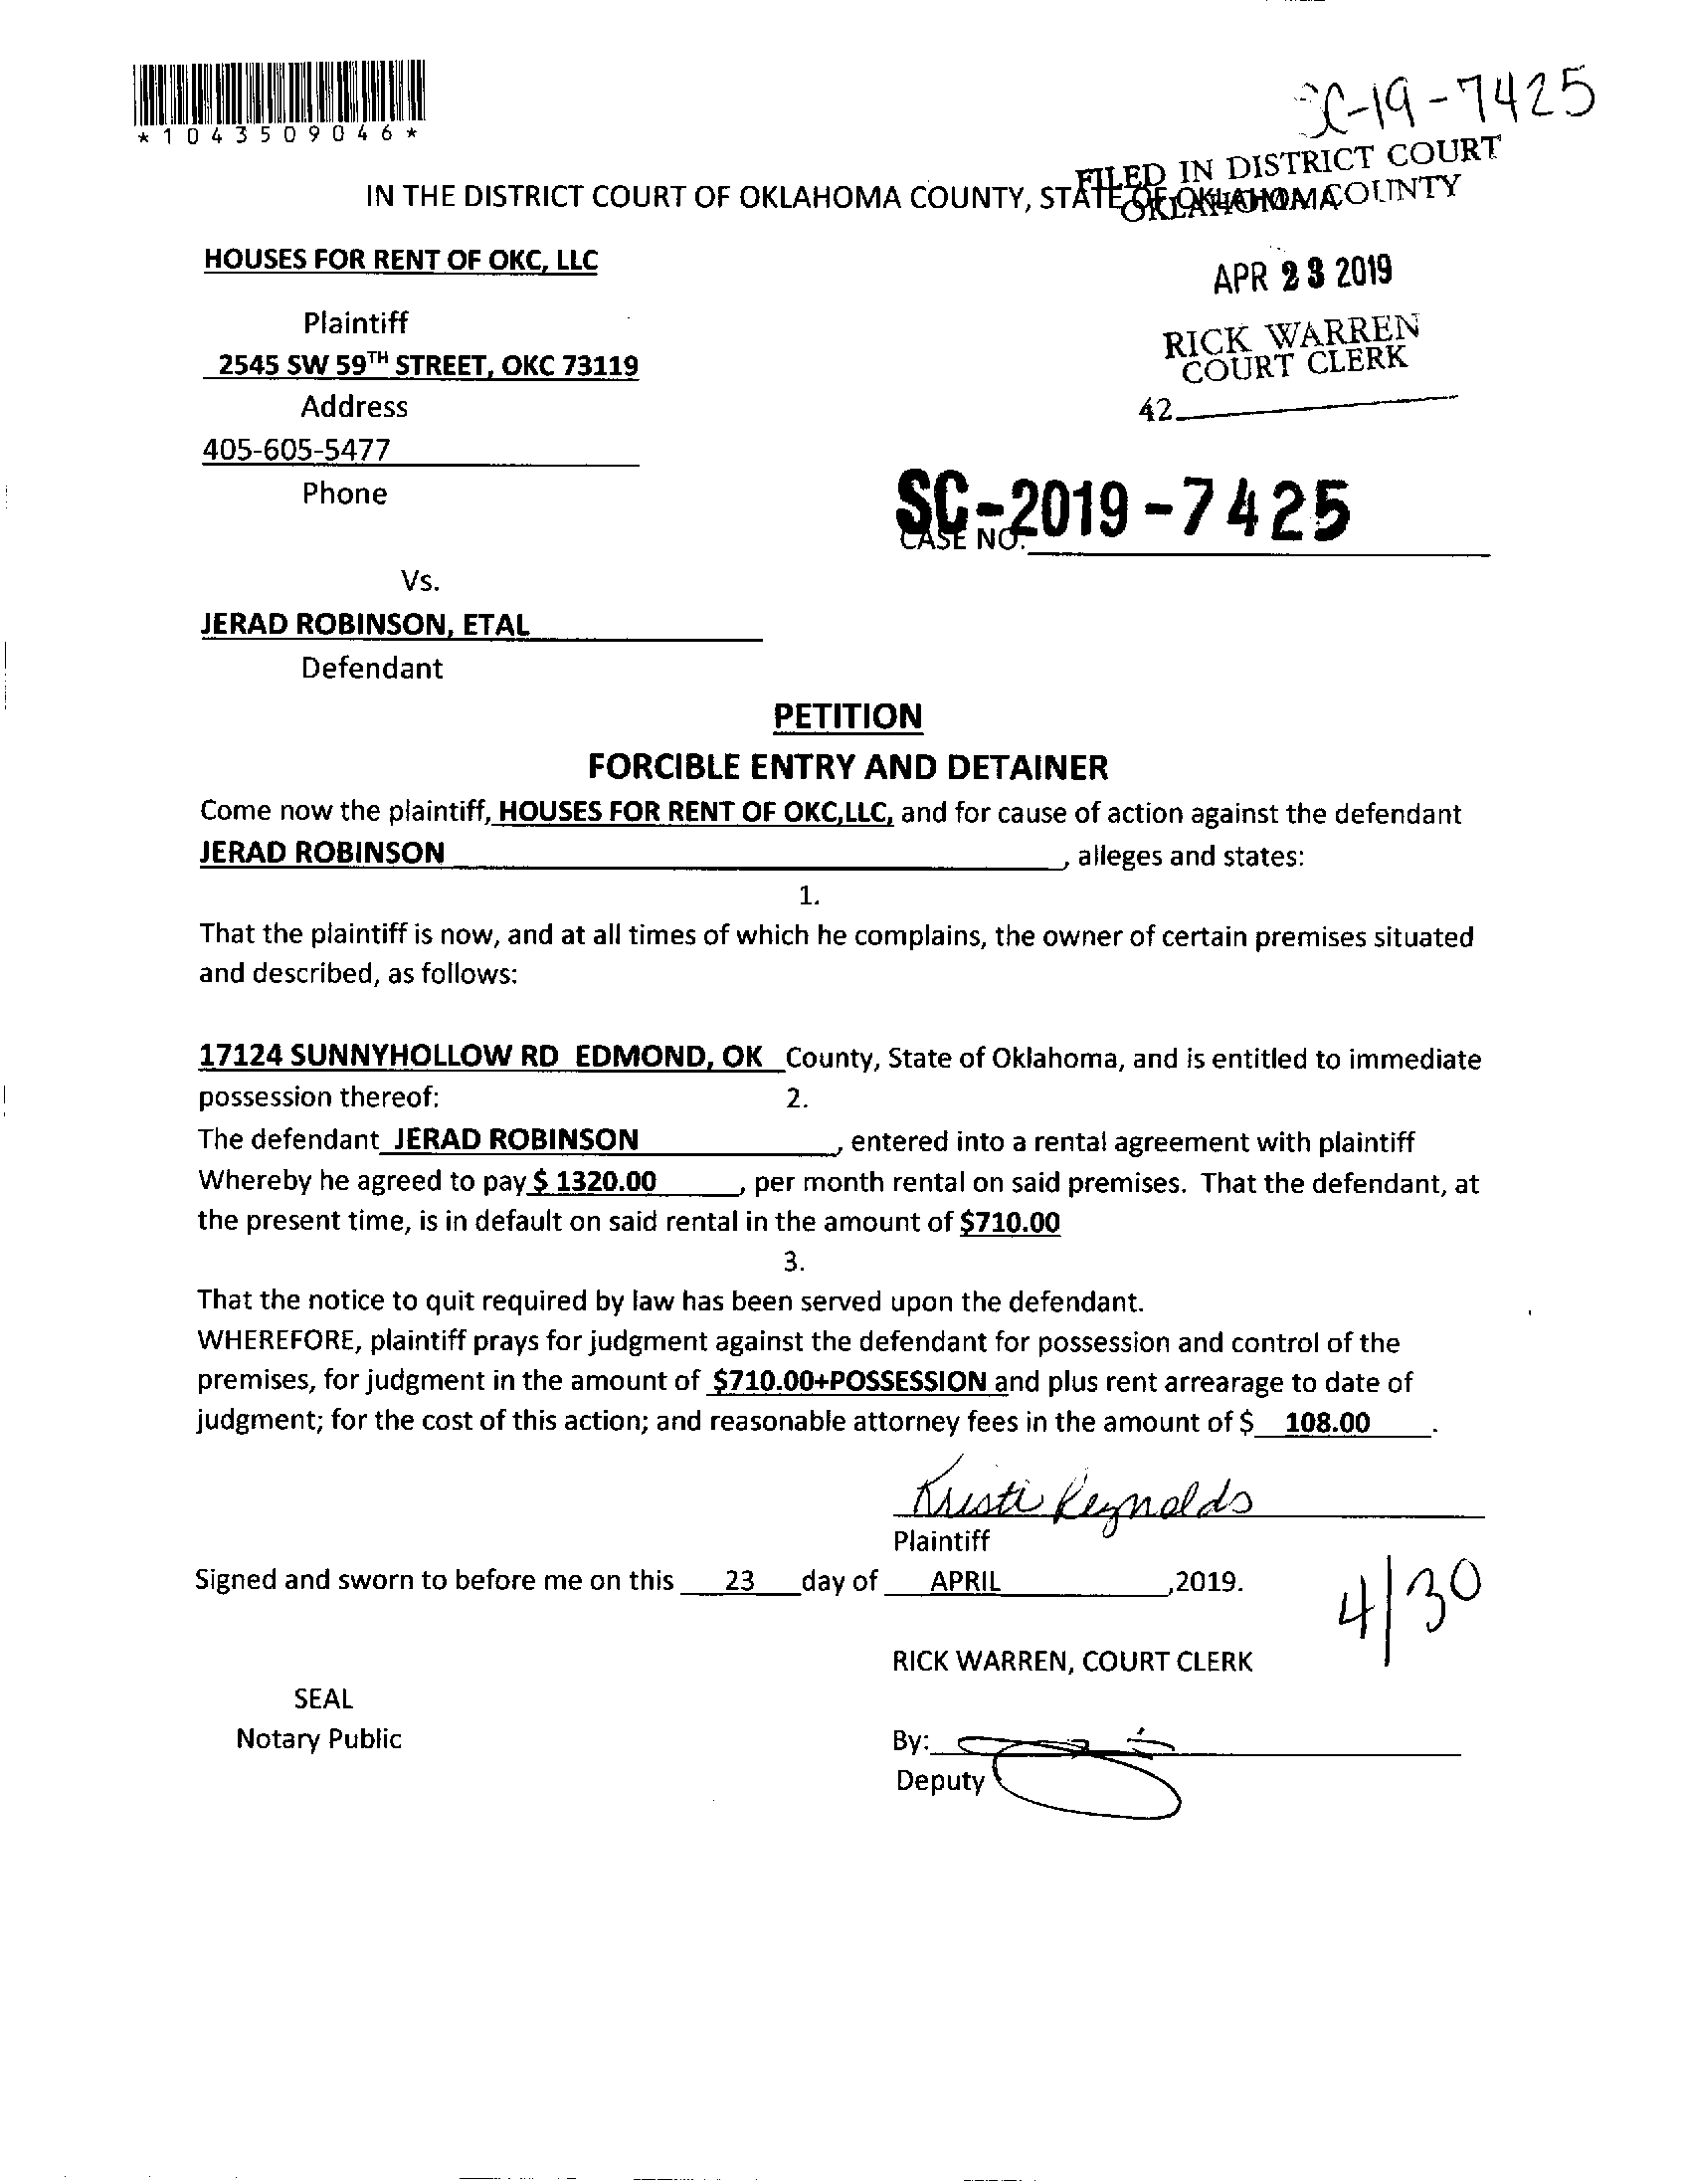 *1043509046*
SC-19-7425
FILED IN DISTRICT COURT
OKLAHOMA COUNTY
IN THE DISTRICT COURT OF OKLAHOMA COUNTY, STATE OF OKLAHOMA
HOUSES FOR RENT OF OKC, LLC
APR 23 2019
Plaintiff
RICK WARREN
COURT CLERK
2545 SW 59TH STREET, OKC 73119
Address
42
405-605-5477
Phone
SC-2019-7425
CASE NO.
Vs.
JERAD ROBINSON, ETAL
Defendant
PETITION
FORCIBLE ENTRY AND DETAINER
Come now the plaintiff, HOUSES FOR RENT OF OKC,LLC, and for cause of action against the defendant
JERAD ROBINSON, alleges and states:
1.
That the plaintiff is now, and at all times of which he complains, the owner of certain premises situated
and described, as follows:
17124 SUNNYHOLLOW RD EDMOND, OK County, State of Oklahoma, and is entitled to immediate
possession thereof:
2.
The defendant JERAD ROBINSON, entered into a rental agreement with plaintiff
Whereby he agreed to pay $ 1320.00, per month rental on said premises. That the defendant, at
the present time, is in default on said rental in the amount of $710.00
3.
That the notice to quit required by law has been served upon the defendant.
WHEREFORE, plaintiff prays for judgment against the defendant for possession and control of the
premises, for judgment in the amount of $710.00+POSSESSION and plus rent arrearage to date of
judgment; for the cost of this action; and reasonable attorney fees in the amount of $ 108.00.
Kristi Reynolds
Plaintiff
Signed and sworn to before me on this 23 day of APRIL,2019.
4/30
RICK WARREN, COURT CLERK
SEAL
Notary Public
By:
Deputy